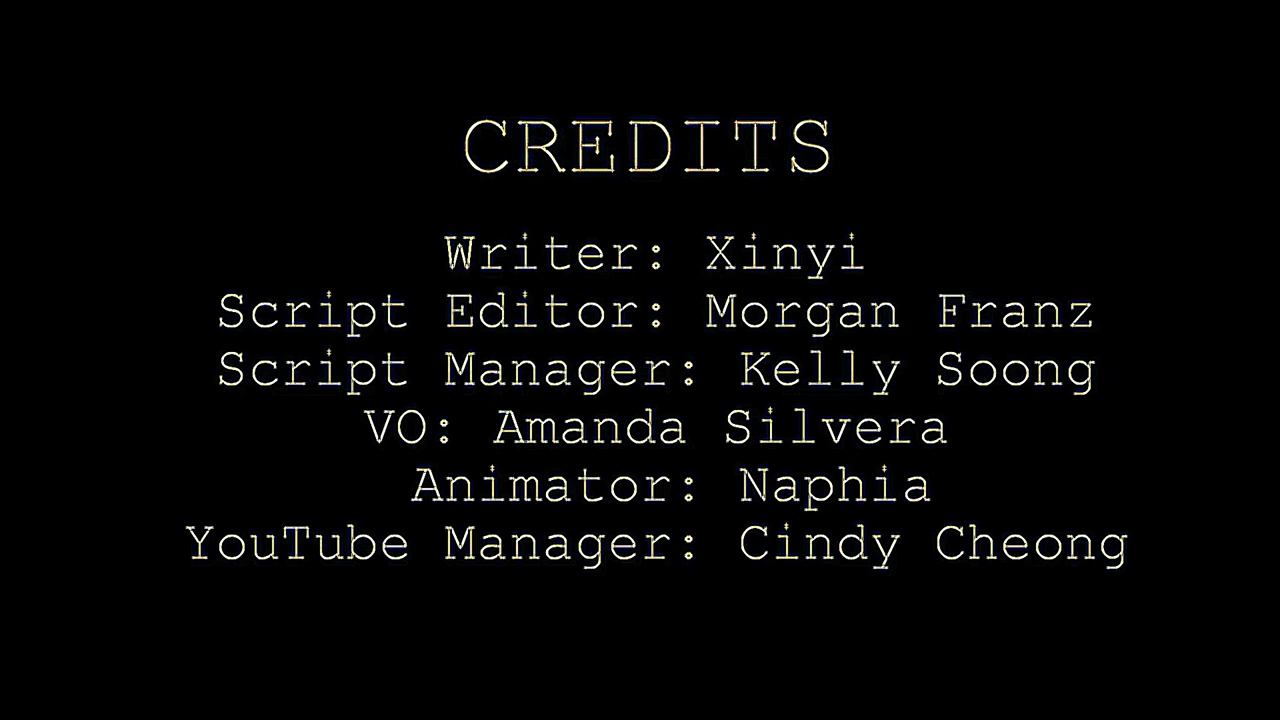 CREDITS
Writer: Xinyi
Script Editor: Morgan Franz
Script Manager: Kelly Soong
VO: Amanda Silvera
Animator: Naphia
YouTube Manager: Cindy Cheong